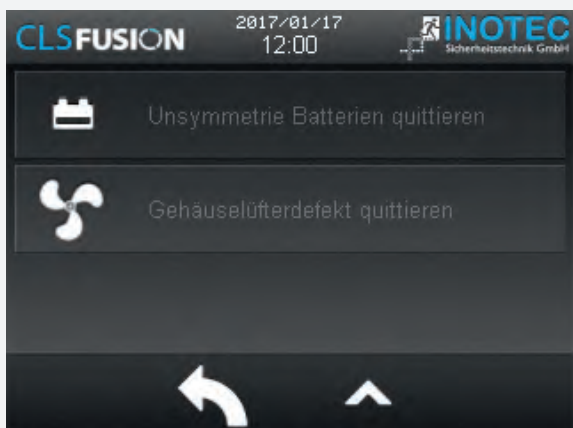 CLSFUSION
2017/01/17
12:00
INOTEC
Sicherheitstechnik GmbH
Unsymmetrie Batterien quittieren
Gehäuselüfterdefekt quittieren